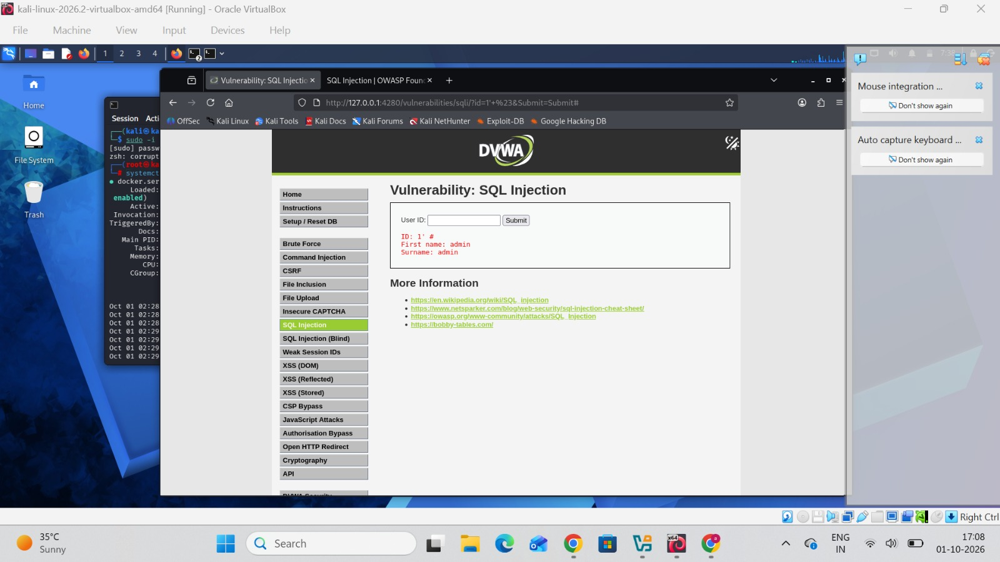 kali-linux-2026.2-virtualbox-amd64 [Running] - Oracle VirtualBox
File Machine View Input Devices Help
1 2 3 4
2
7:38
Vulnerability: SQL Injectio
SQL Injection | OWASP Foun
http://127.0.0.1:4280/vulnerabilities/sqli/?id=1'+%23&Submit=Submit#
OffSec Kali Linux Kali Tools Kali Docs Kali Forums Kali NetHunter Exploit-DB Google Hacking DB
Home
File System
Trash
Session Acti
(kali㉿ka
$ sudo -i
[sudo] passw
zsh: corrupt
(root㉿ka
# systemct
● docker.ser
Loaded:
enabled)
Active:
Invocation:
TriggeredBy:
Docs:
Main PID:
Tasks:
Memory:
CPU:
CGroup:
Oct 01 02:28
Oct 01 02:28
Oct 01 02:28
Oct 01 02:29
Oct 01 02:29
Oct 01 02:29
Oct 01 02:29
DVWA
Home
Instructions
Setup / Reset DB
Brute Force
Command Injection
CSRF
File Inclusion
File Upload
Insecure CAPTCHA
SQL Injection
SQL Injection (Blind)
Weak Session IDs
XSS (DOM)
XSS (Reflected)
XSS (Stored)
CSP Bypass
JavaScript Attacks
Authorisation Bypass
Open HTTP Redirect
Cryptography
API
DVWA Security
Vulnerability: SQL Injection
User ID: Submit
ID: 1' #
First name: admin
Surname: admin
More Information
https://en.wikipedia.org/wiki/SQL_injection
https://www.netsparker.com/blog/web-security/sql-injection-cheat-sheet/
https://owasp.org/www-community/attacks/SQL_Injection
https://bobby-tables.com/
Mouse integration ...
Don't show again
Auto capture keyboard ...
Don't show again
Right Ctrl
35°C
Sunny
Search
x64
ENG
IN
17:08
01-10-2026